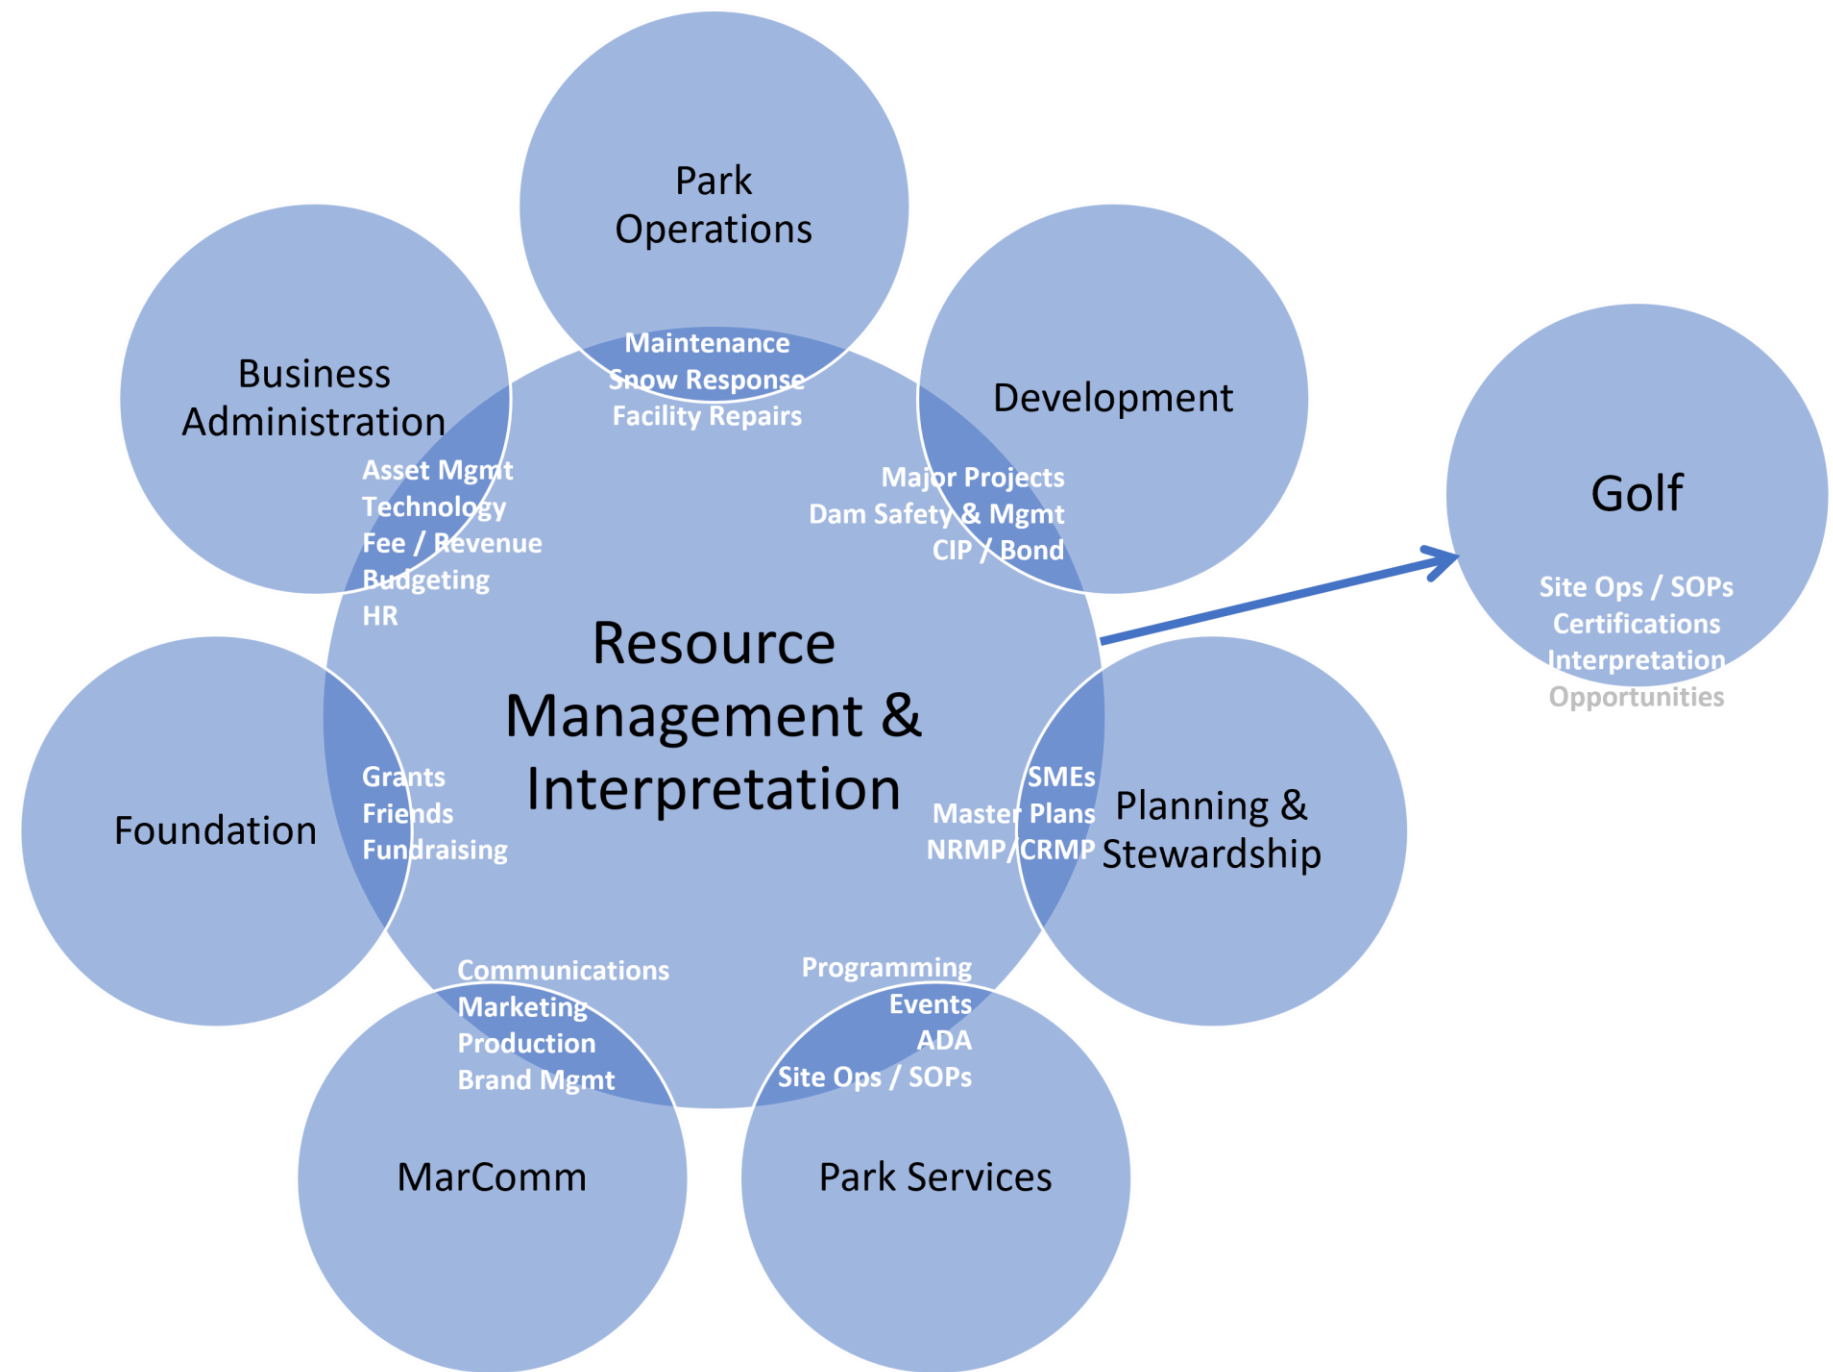 Park
Operations
Maintenance
Snow Response
Facility Repairs
Business
Administration
Asset Mgmt
Technology
Fee / Revenue
Budgeting
HR
Development
Major Projects
Dam Safety & Mgmt
CIP / Bond
Golf
Site Ops / SOPs
Certifications
Interpretation
Opportunities
Resource
Management &
Interpretation
Foundation
Grants
Friends
Fundraising
SMEs
Master Plans
NRMP/CRMP
Planning &
Stewardship
Communications
Marketing
Production
Brand Mgmt
MarComm
Programming
Events
ADA
Site Ops / SOPs
Park Services